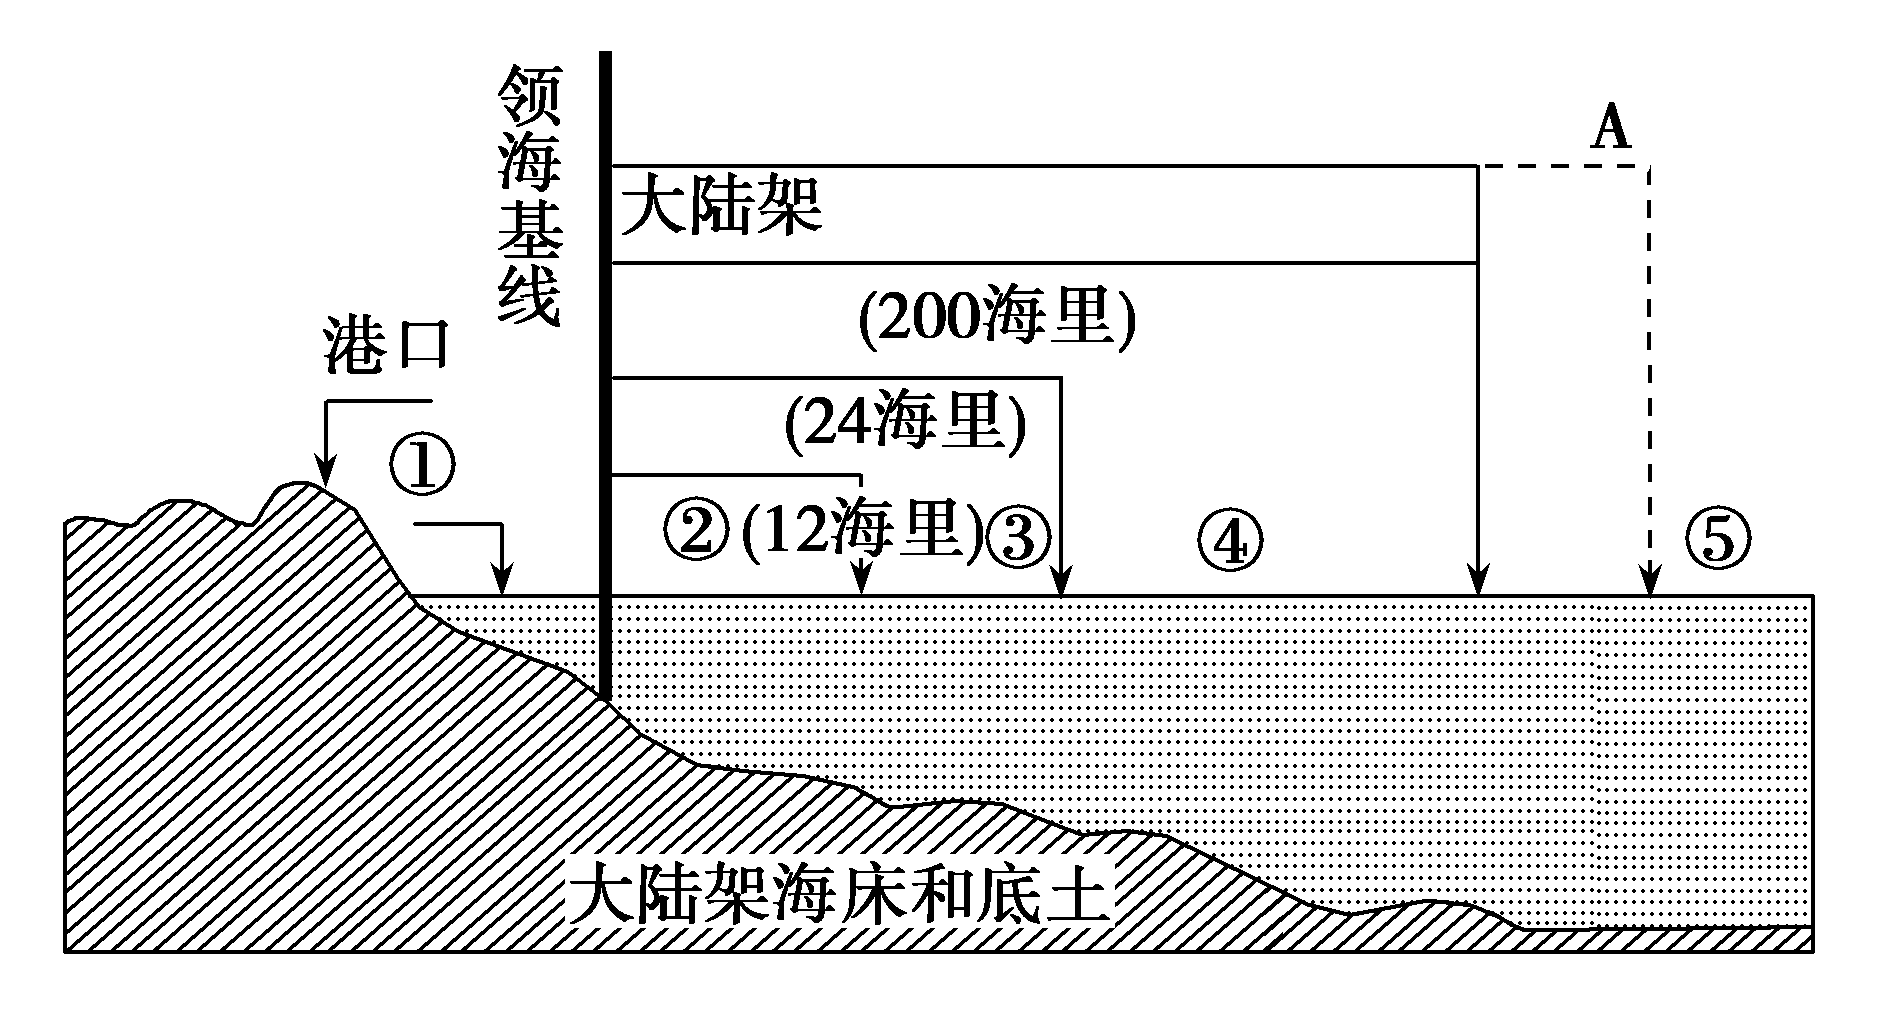 领海基线
A
大陆架
(200海里)
港口
(24海里)
①
②(12海里)③
④
⑤
大陆架海床和底土